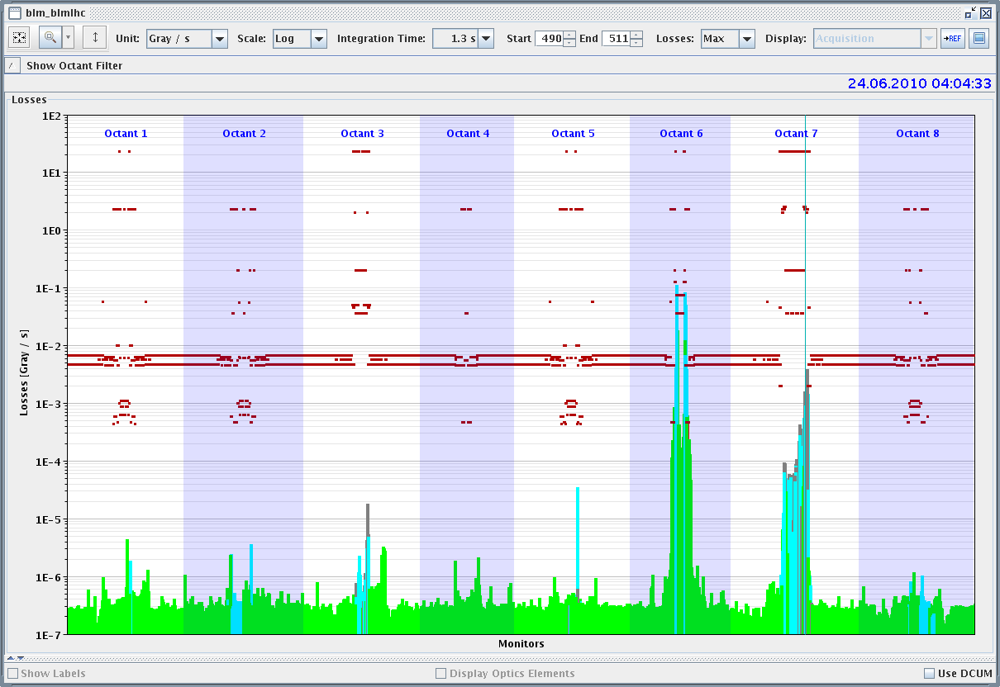 blm_blmlhc
Unit: Gray / s Scale: Log Integration Time: 1.3 s Start 490 End 511 Losses: Max Display: Acquisition →REF
Show Octant Filter
24.06.2010 04:04:33
Losses
1E2
Octant 1 Octant 2 Octant 3 Octant 4 Octant 5 Octant 6 Octant 7 Octant 8
1E1
1E0
1E-1
1E-2
1E-3
1E-4
1E-5
1E-6
1E-7
Losses [Gray / s]
Monitors
Show Labels Display Optics Elements Use DCUM